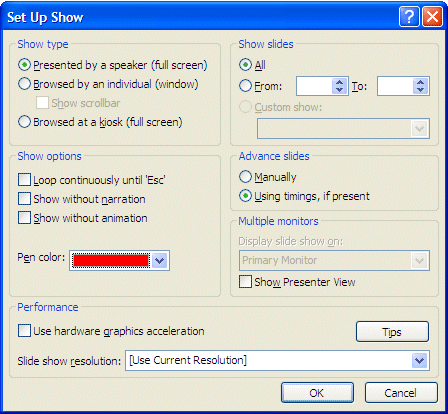 Set Up Show
Show type
Presented by a speaker (full screen)
Browsed by an individual (window)
Show scrollbar
Browsed at a kiosk (full screen)
Show slides
All
From: To:
Custom show:
Show options
Loop continuously until 'Esc'
Show without narration
Show without animation
Pen color:
Advance slides
Manually
Using timings, if present
Multiple monitors
Display slide show on:
Primary Monitor
Show Presenter View
Performance
Use hardware graphics acceleration
Tips
Slide show resolution: [Use Current Resolution]
OK Cancel